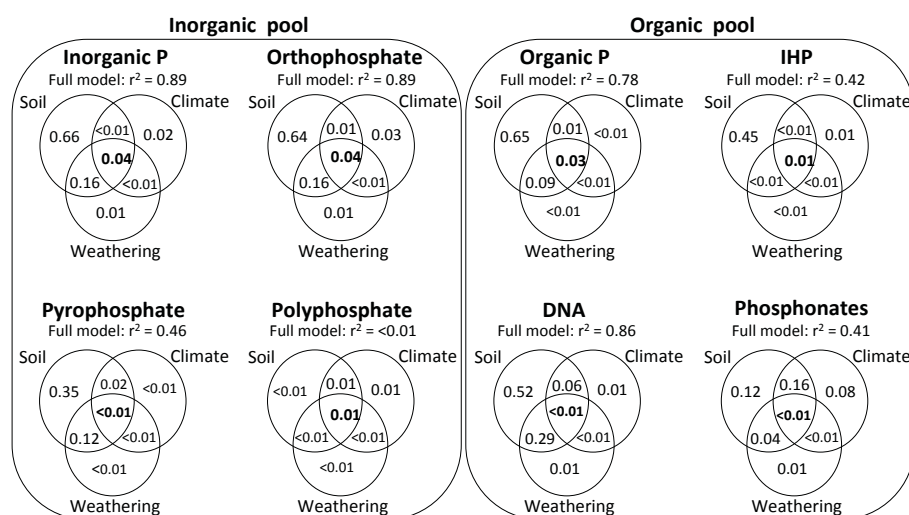 Inorganic pool
Organic pool
Inorganic P
Full model: r² = 0.89
Soil
Climate
0.66
<0.01
0.02
0.04
0.16
<0.01
0.01
Weathering
Orthophosphate
Full model: r² = 0.89
Soil
Climate
0.64
0.01
0.03
0.04
0.16
<0.01
0.01
Weathering
Pyrophosphate
Full model: r² = 0.46
Soil
Climate
0.35
0.02
<0.01
<0.01
0.12
<0.01
<0.01
Weathering
Polyphosphate
Full model: r² = <0.01
Soil
Climate
<0.01
0.01
0.01
0.01
<0.01
<0.01
<0.01
Weathering
Organic P
Full model: r² = 0.78
Soil
Climate
0.65
0.01
<0.01
0.03
0.09
<0.01
<0.01
Weathering
IHP
Full model: r² = 0.42
Soil
Climate
0.45
<0.01
0.01
0.01
<0.01
<0.01
<0.01
Weathering
DNA
Full model: r² = 0.86
Soil
Climate
0.52
0.06
0.01
<0.01
0.29
<0.01
0.01
Weathering
Phosphonates
Full model: r² = 0.41
Soil
Climate
0.12
0.16
0.08
<0.01
0.04
<0.01
0.01
Weathering